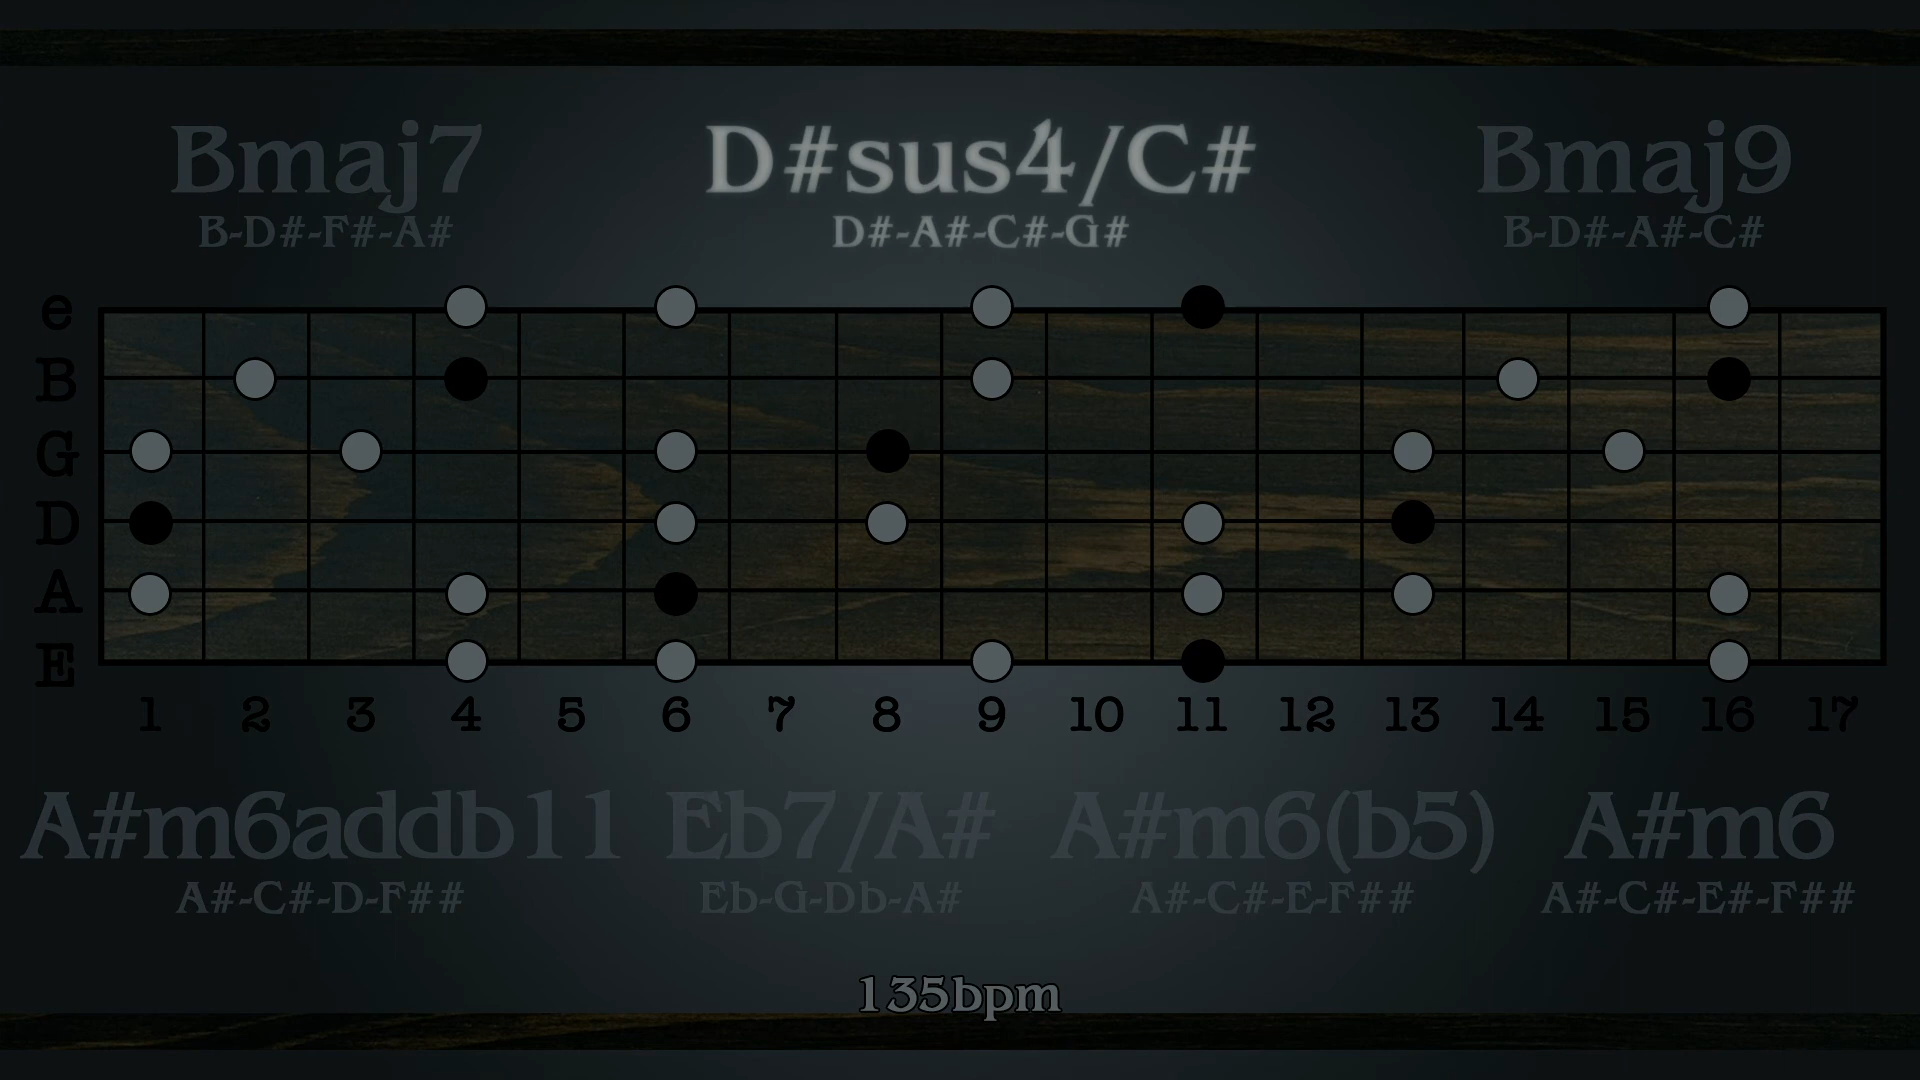 Bmaj7 D#sus4/C# Bmaj9
B-D#-F#-A# D#-A#-C#-G# B-D#-A#-C#
e
B
G
D
A
E
1 2 3 4 5 6 7 8 9 10 11 12 13 14 15 16 17
A#m6addb11 Eb7/A# A#m6(b5) A#m6
A#-C#-D-F## Eb-G-Db-A# A#-C#-E-F## A#-C#-E#-F##
135bpm